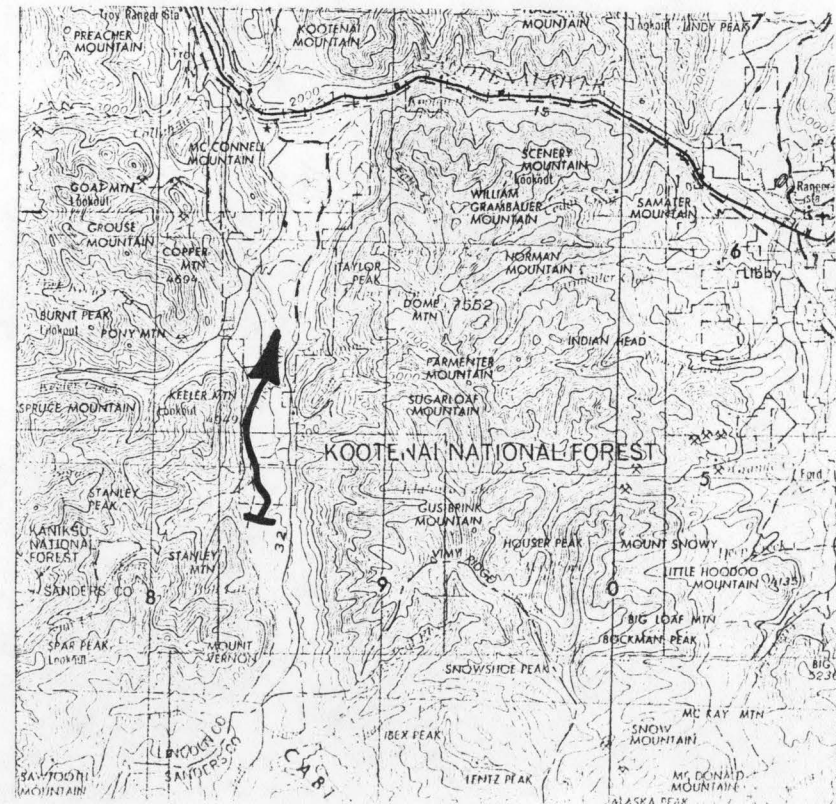 Troy Ranger Sta
PREACHER
MOUNTAIN
KOOTENAI
MOUNTAIN
MOUNTAIN
Lookout
LINDY PEAK
7
Troy
2000
KOOTENAI RIVER
15
MC CONNELL
MOUNTAIN
SCENERY
MOUNTAIN
Lookout
GOAT MTN
Lookout
WILLIAM
GRAMBAUER
MOUNTAIN
SAMATER
MOUNTAIN
Ranger
Sta
GROUSE
MOUNTAIN
COPPER
MTN
4694
TAYLOR
PEAK
NORMAN
MOUNTAIN
6
Libby
DOME
MTN
7552
BURNT PEAK
Lookout
PONY MTN
INDIAN HEAD
PARMENTER
MOUNTAIN
SPRUCE MOUNTAIN
KEELER MTN
Lookout
4949
SUGARLOAF
MOUNTAIN
KOOTENAI NATIONAL FOREST
5
Ford
STANLEY
PEAK
GUS BRINK
MOUNTAIN
KANIKSU
NATIONAL
FOREST
32
HOUSER PEAK
MOUNT SNOWY
STANLEY
MTN
VIMY RIDGE
LITTLE HOODOO
MOUNTAIN
SANDERS CO
8
9
0
BIG LOAF MTN
BOCKMAN PEAK
SPAR PEAK
Lookout
MOUNT
VERNON
SNOWSHOE PEAK
BIG
MC KAY MTN
IBEX PEAK
SNOW
MOUNTAIN
LINCOLN CO
SANDERS CO
CABI
SAWTOOTH
MOUNTAIN
LENTZ PEAK
MC DONALD
MOUNTAIN
ALASKA PEAK